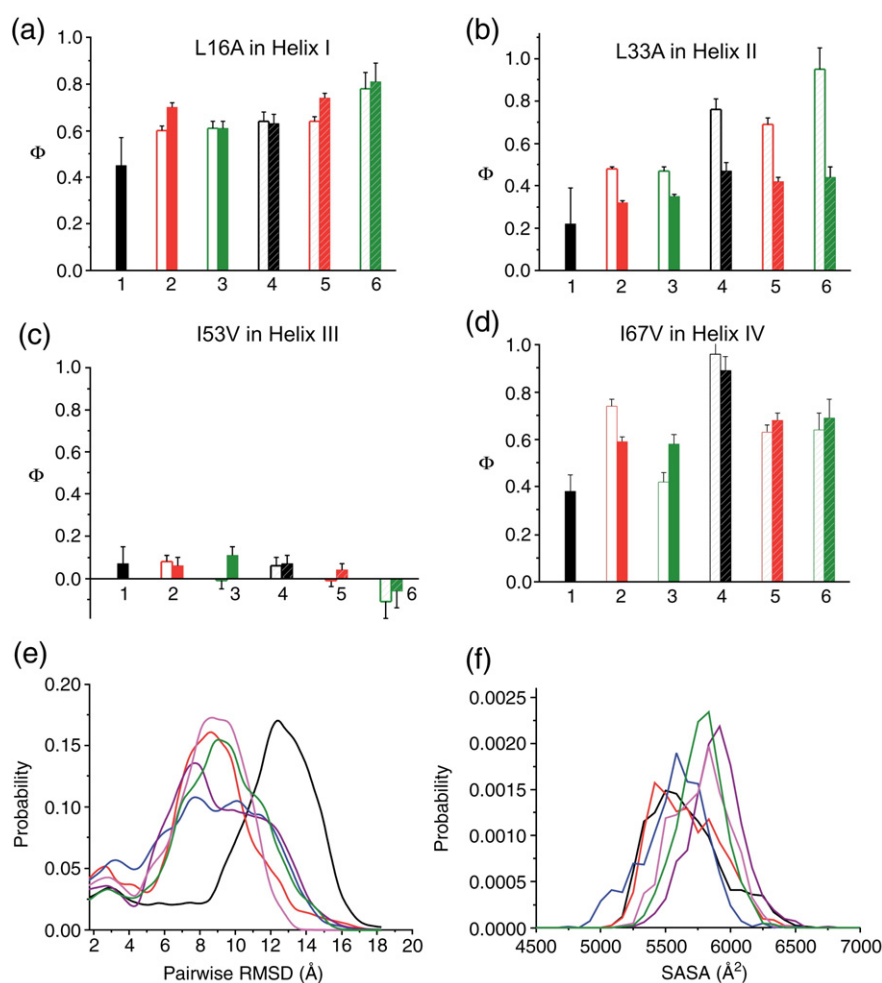 (a)
L16A in Helix I
1.0
0.8
0.6
Φ
0.4
0.2
0.0
1 2 3 4 5 6
(b)
L33A in Helix II
1.0
0.8
0.6
Φ
0.4
0.2
0.0
1 2 3 4 5 6
(c)
I53V in Helix III
1.0
0.8
0.6
Φ
0.4
0.2
0.0
1 2 3 4 5 6
(d)
I67V in Helix IV
1.0
0.8
0.6
Φ
0.4
0.2
0.0
1 2 3 4 5 6
(e)
0.20
0.15
0.10
0.05
0.00
Probability
2 4 6 8 10 12 14 16 18 20
Pairwise RMSD (Å)
(f)
0.0025
0.0020
0.0015
0.0010
0.0005
0.0000
Probability
4500 5000 5500 6000 6500 7000
SASA (Å²)